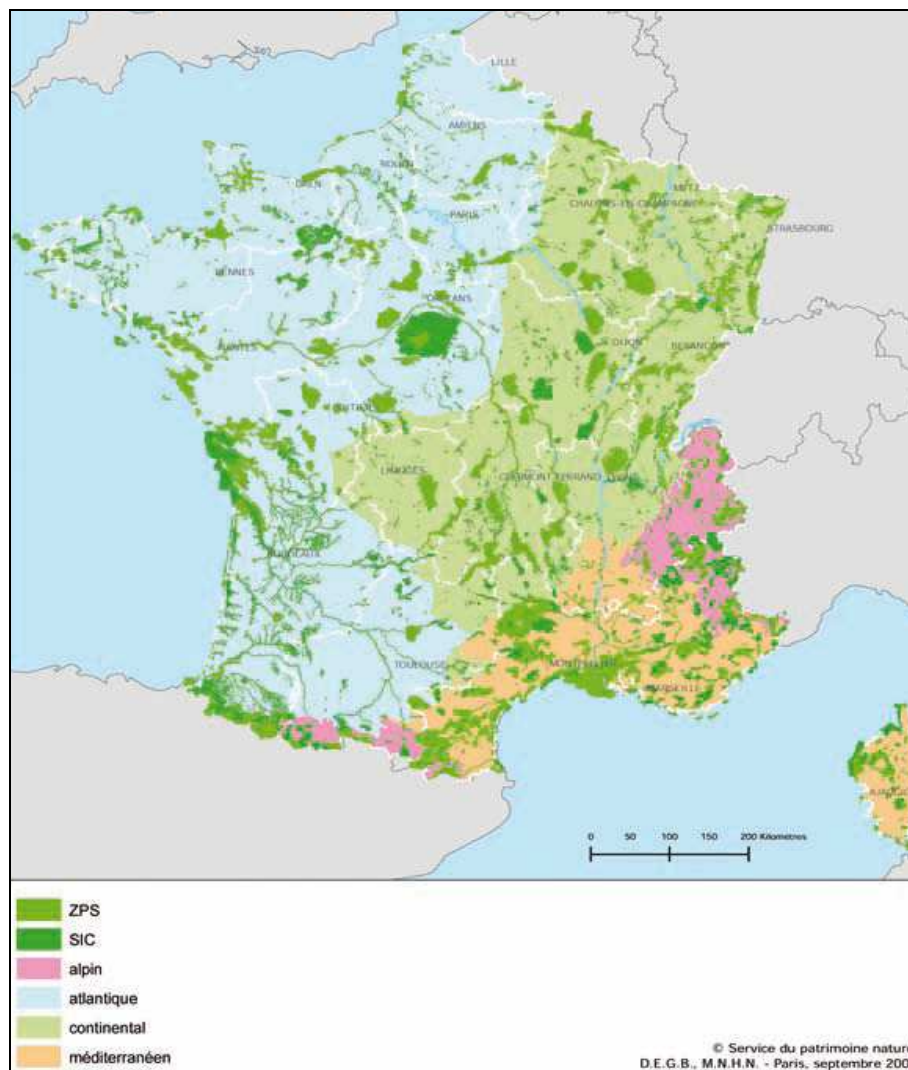 LILLE
AMIENS
ROUEN
CAEN
METZ
CHALONS-EN-CHAMPAGNE
PARIS
STRASBOURG
RENNES
ORLEANS
NANTES
DIJON
BESANCON
POITIERS
LIMOGES
CLERMONT FERRAND
LYON
BORDEAUX
TOULOUSE
MONTPELLIER
MARSEILLE
0 50 100 150 200 Kilomètres
ZPS
SIC
alpin
atlantique
continental
méditerranéen
© Service du patrimoine nature
D.E.G.B., M.N.H.N. - Paris, septembre 200